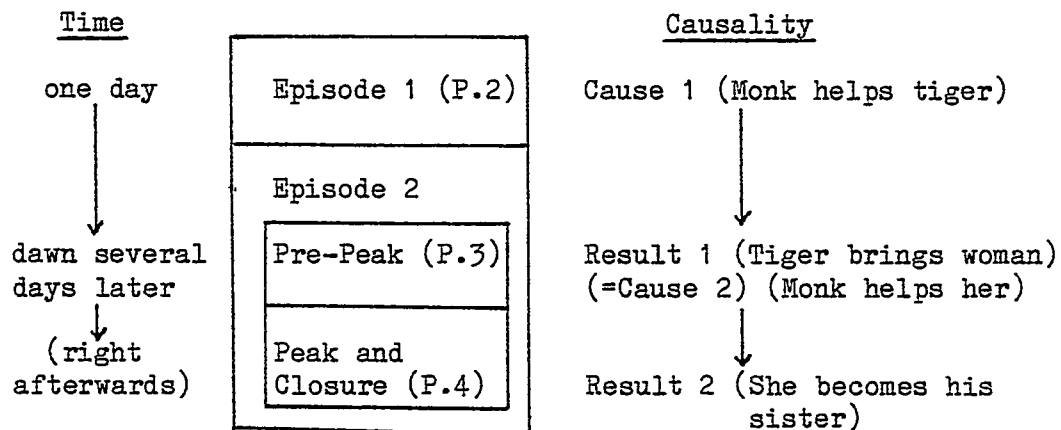 Time
Causality
one day
Episode 1 (P.2)
Cause 1 (Monk helps tiger)
Episode 2
dawn several
days later
Pre-Peak (P.3)
Result 1 (Tiger brings woman)
(=Cause 2) (Monk helps her)
(right
afterwards)
Peak and
Closure (P.4)
Result 2 (She becomes his
sister)